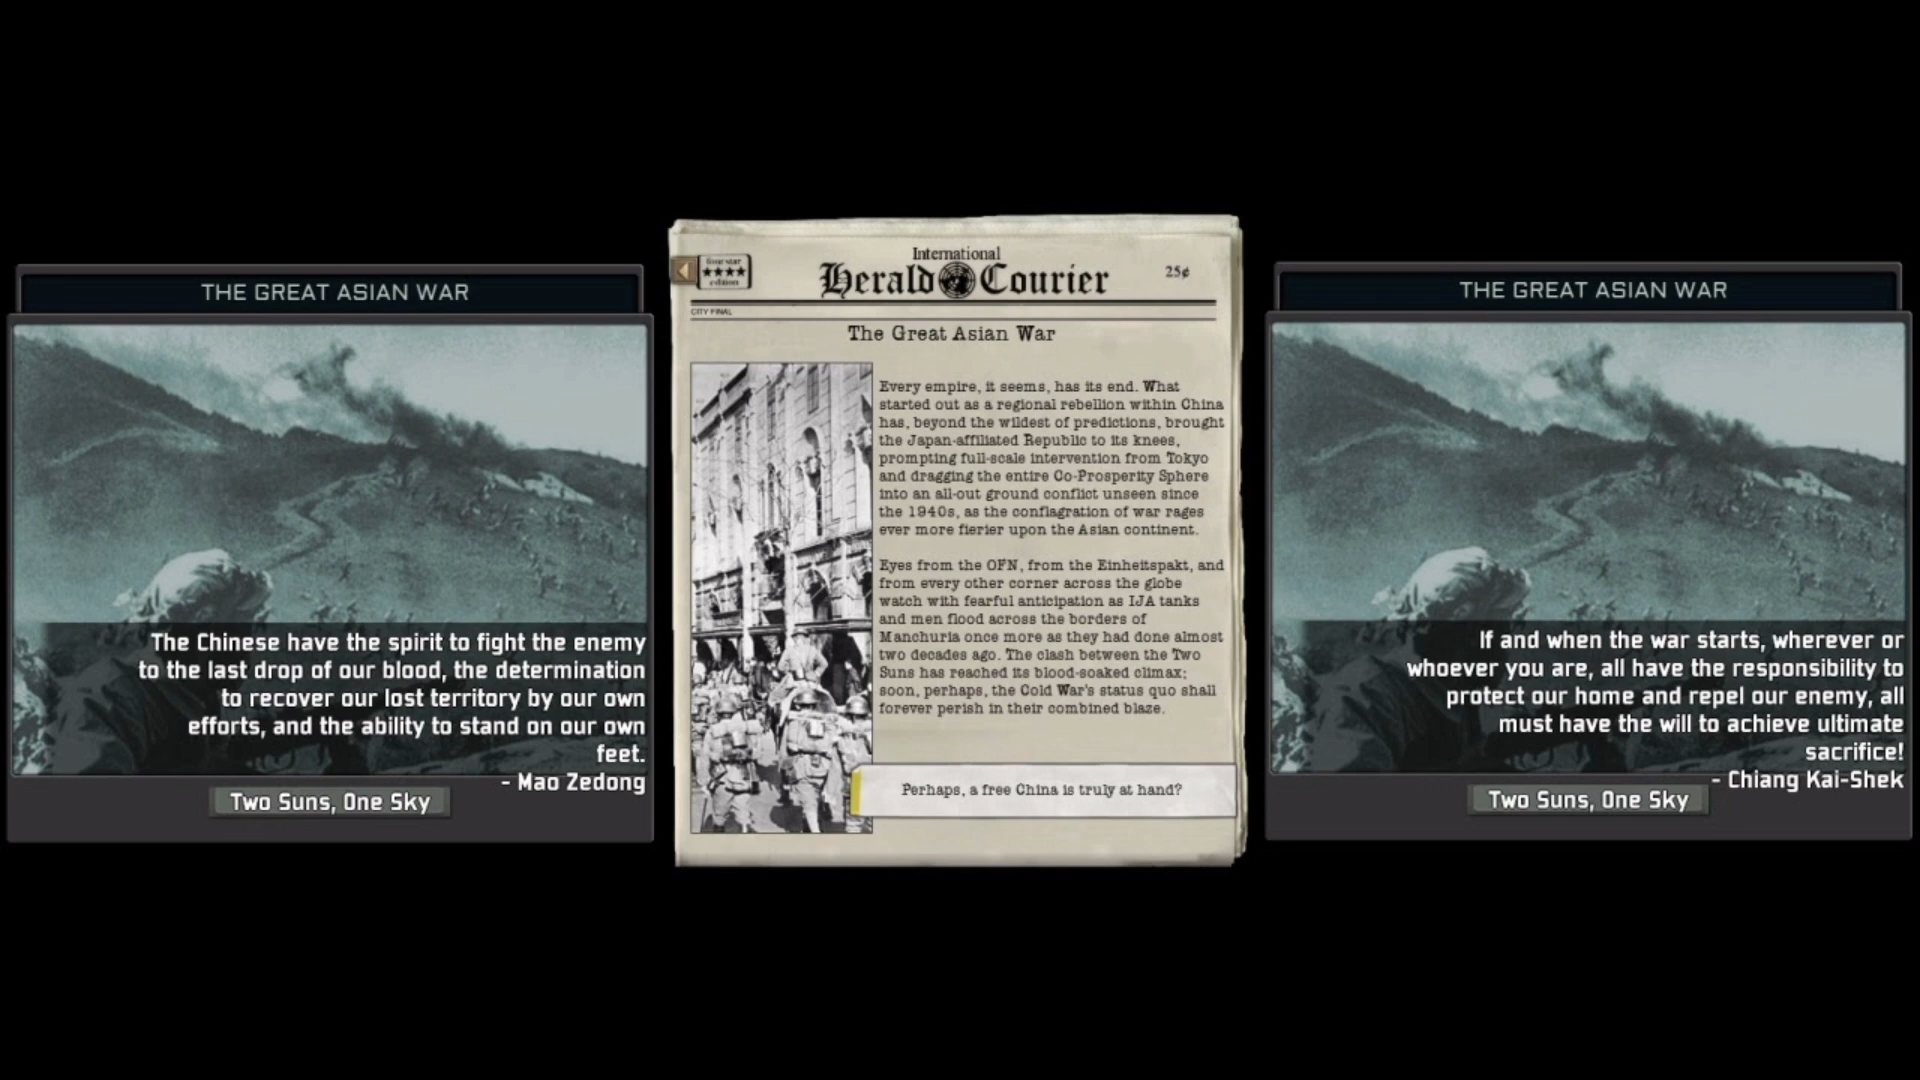 THE GREAT ASIAN WAR
The Chinese have the spirit to fight the enemy
to the last drop of our blood, the determination
to recover our lost territory by our own
efforts, and the ability to stand on our own
feet.
- Mao Zedong
Two Suns, One Sky
four star
edition
International
Herald Courier
25¢
CITY FINAL
The Great Asian War
Every empire, it seems, has its end. What
started out as a regional rebellion within China
has, beyond the wildest of predictions, brought
the Japan-affiliated Republic to its knees,
prompting full-scale intervention from Tokyo
and dragging the entire Co-Prosperity Sphere
into an all-out ground conflict unseen since
the 1940s, as the conflagration of war rages
ever more fierier upon the Asian continent.
Eyes from the OFN, from the Einheitspakt, and
from every other corner across the globe
watch with fearful anticipation as IJA tanks
and men flood across the borders of
Manchuria once more as they had done almost
two decades ago. The clash between the Two
Suns has reached its blood-soaked climax;
soon, perhaps, the Cold War's status quo shall
forever perish in their combined blaze.
Perhaps, a free China is truly at hand?
THE GREAT ASIAN WAR
If and when the war starts, wherever or
whoever you are, all have the responsibility to
protect our home and repel our enemy, all
must have the will to achieve ultimate
sacrifice!
- Chiang Kai-Shek
Two Suns, One Sky